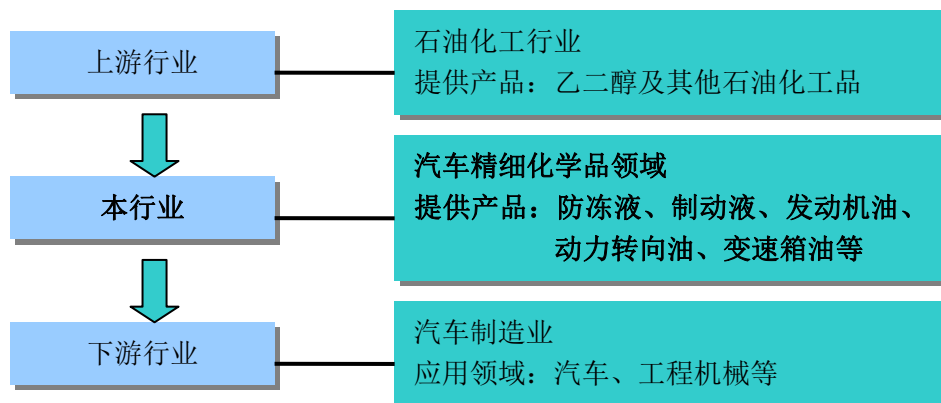 上游行业
石油化工行业
提供产品：乙二醇及其他石油化工品
本行业
汽车精细化学品领域
提供产品：防冻液、制动液、发动机油、
动力转向油、变速箱油等
下游行业
汽车制造业
应用领域：汽车、工程机械等